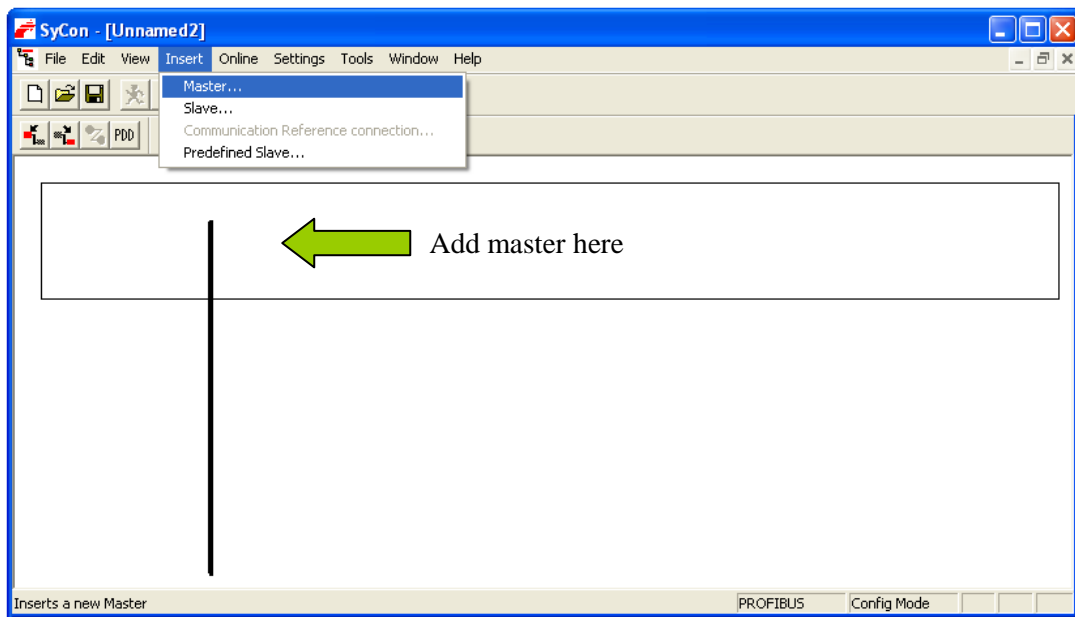 SyCon - [Unnamed2]
File Edit View Insert Online Settings Tools Window Help
Master...
Slave...
Communication Reference connection...
Predefined Slave...
PDD
Add master here
Inserts a new Master PROFIBUS Config Mode